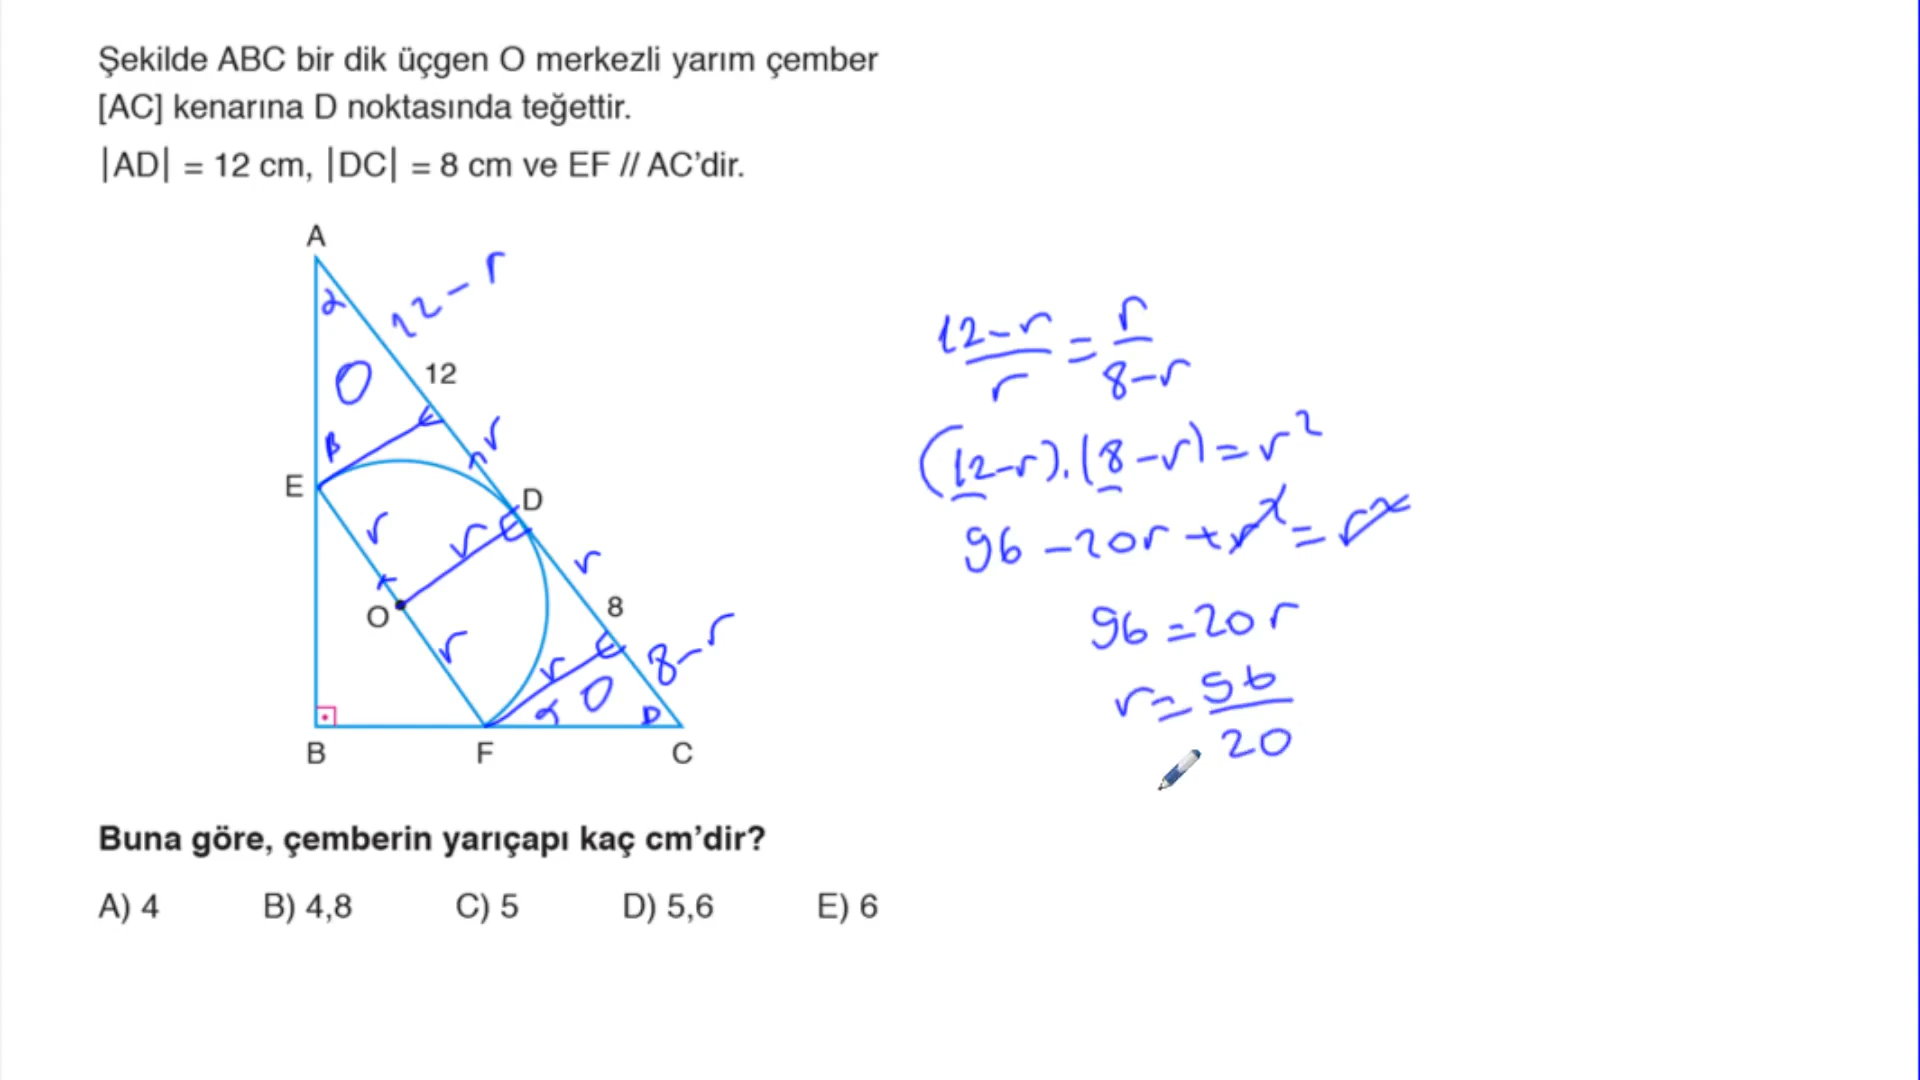 Şekilde ABC bir dik üçgen O merkezli yarım çember
[AC] kenarına D noktasında teğettir.
|AD| = 12 cm, |DC| = 8 cm ve EF // AC'dir.
A
α
12 - r
O
12
β
r
E
D
r
r
r
O
8
r
r
8 - r
α
O
β
B
F
C
12-r/r = r/8-r
(12-r).(8-r) = r²
96 - 20r + r² = r²
96 = 20r
r = 96/20
Buna göre, çemberin yarıçapı kaç cm'dir?
A) 4 B) 4,8 C) 5 D) 5,6 E) 6